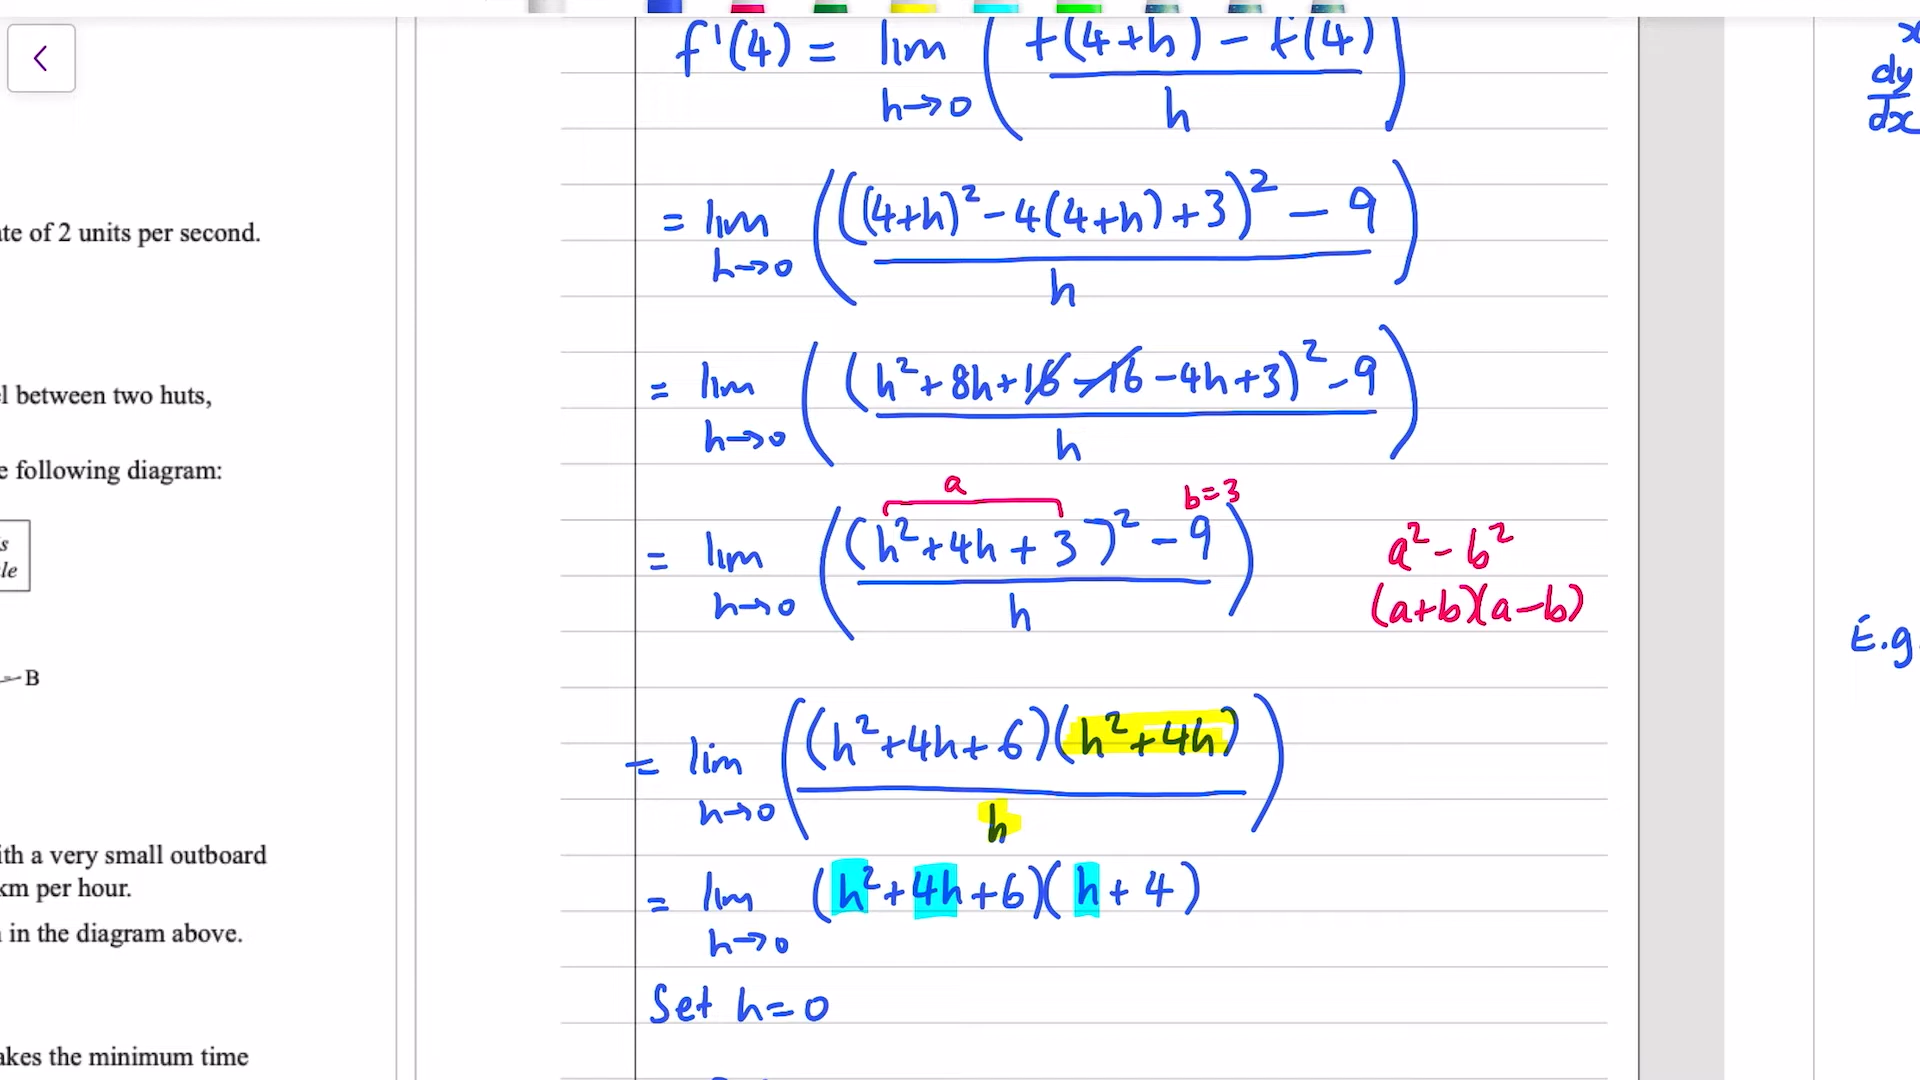 f'(4) = lim h→0 ( f(4+h) - f(4) / h )
= lim h→0 ( ((4+h)² - 4(4+h) + 3)² - 9 / h )
= lim h→0 ( (h² + 8h + 16 - 16 - 4h + 3)² - 9 / h )
a b=3
= lim h→0 ( (h² + 4h + 3)² - 9 / h )
a² - b²
(a+b)(a-b)
= lim h→0 ( (h² + 4h + 6)(h² + 4h) / h )
= lim h→0 (h² + 4h + 6)(h + 4)
Set h = 0
of 2 units per second.
between two huts,
following diagram:
B
a very small outboard
km per hour.
in the diagram above.
the minimum time
x
dy
dx
E.g.